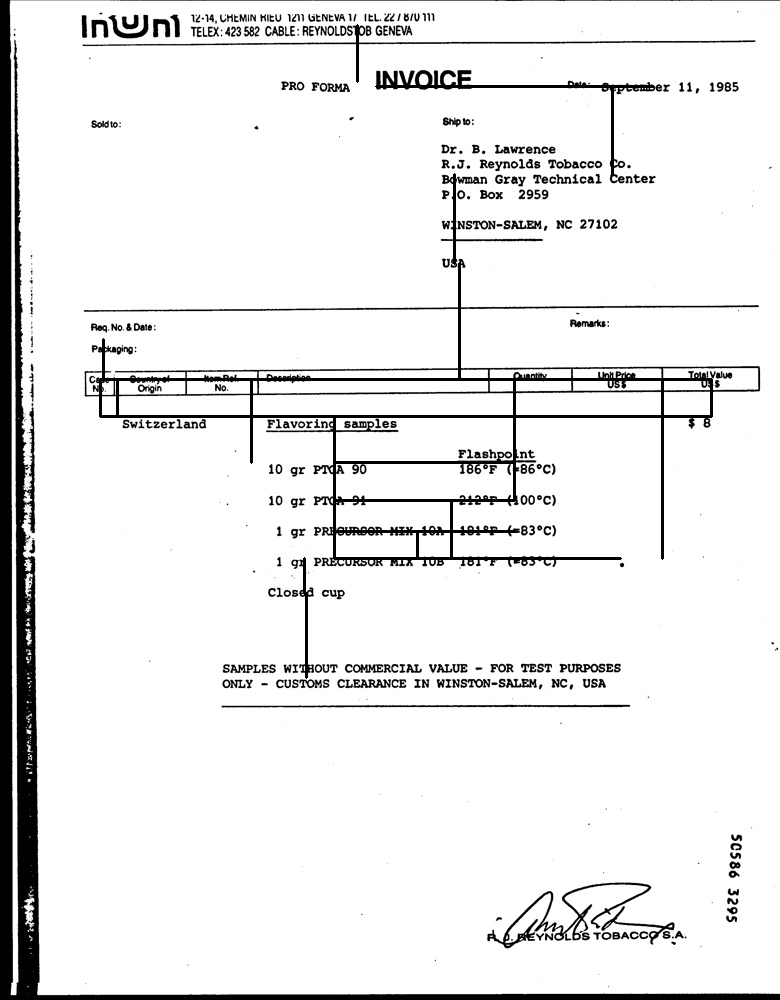 12-14, CHEMIN RIEU 1211 GENEVA 17 TEL. 22 / 870 111
TELEX: 423 582 CABLE: REYNOLDSTOB GENEVA
PRO FORMA INVOICE Date: September 11, 1985
Sold to: Ship to:
Dr. B. Lawrence
R.J. Reynolds Tobacco Co.
Bowman Gray Technical Center
P.O. Box 2959
WINSTON-SALEM, NC 27102
USA
Req. No. & Date: Remarks:
Packaging:
Case No. Country of Origin Item Ref. No. Description Quantity Unit Price US $ Total Value US $
Switzerland Flavoring samples $ 8
Flashpoint
10 gr PTCA 90 186°F (=86°C)
10 gr PTCA 91 212°F (100°C)
1 gr PRECURSOR MIX 10A 181°F (=83°C)
1 gr PRECURSOR MIX 10B 181°F (=83°C)
Closed cup
SAMPLES WITHOUT COMMERCIAL VALUE - FOR TEST PURPOSES
ONLY - CUSTOMS CLEARANCE IN WINSTON-SALEM, NC, USA
50586 3295
R. J. REYNOLDS TOBACCO S.A.